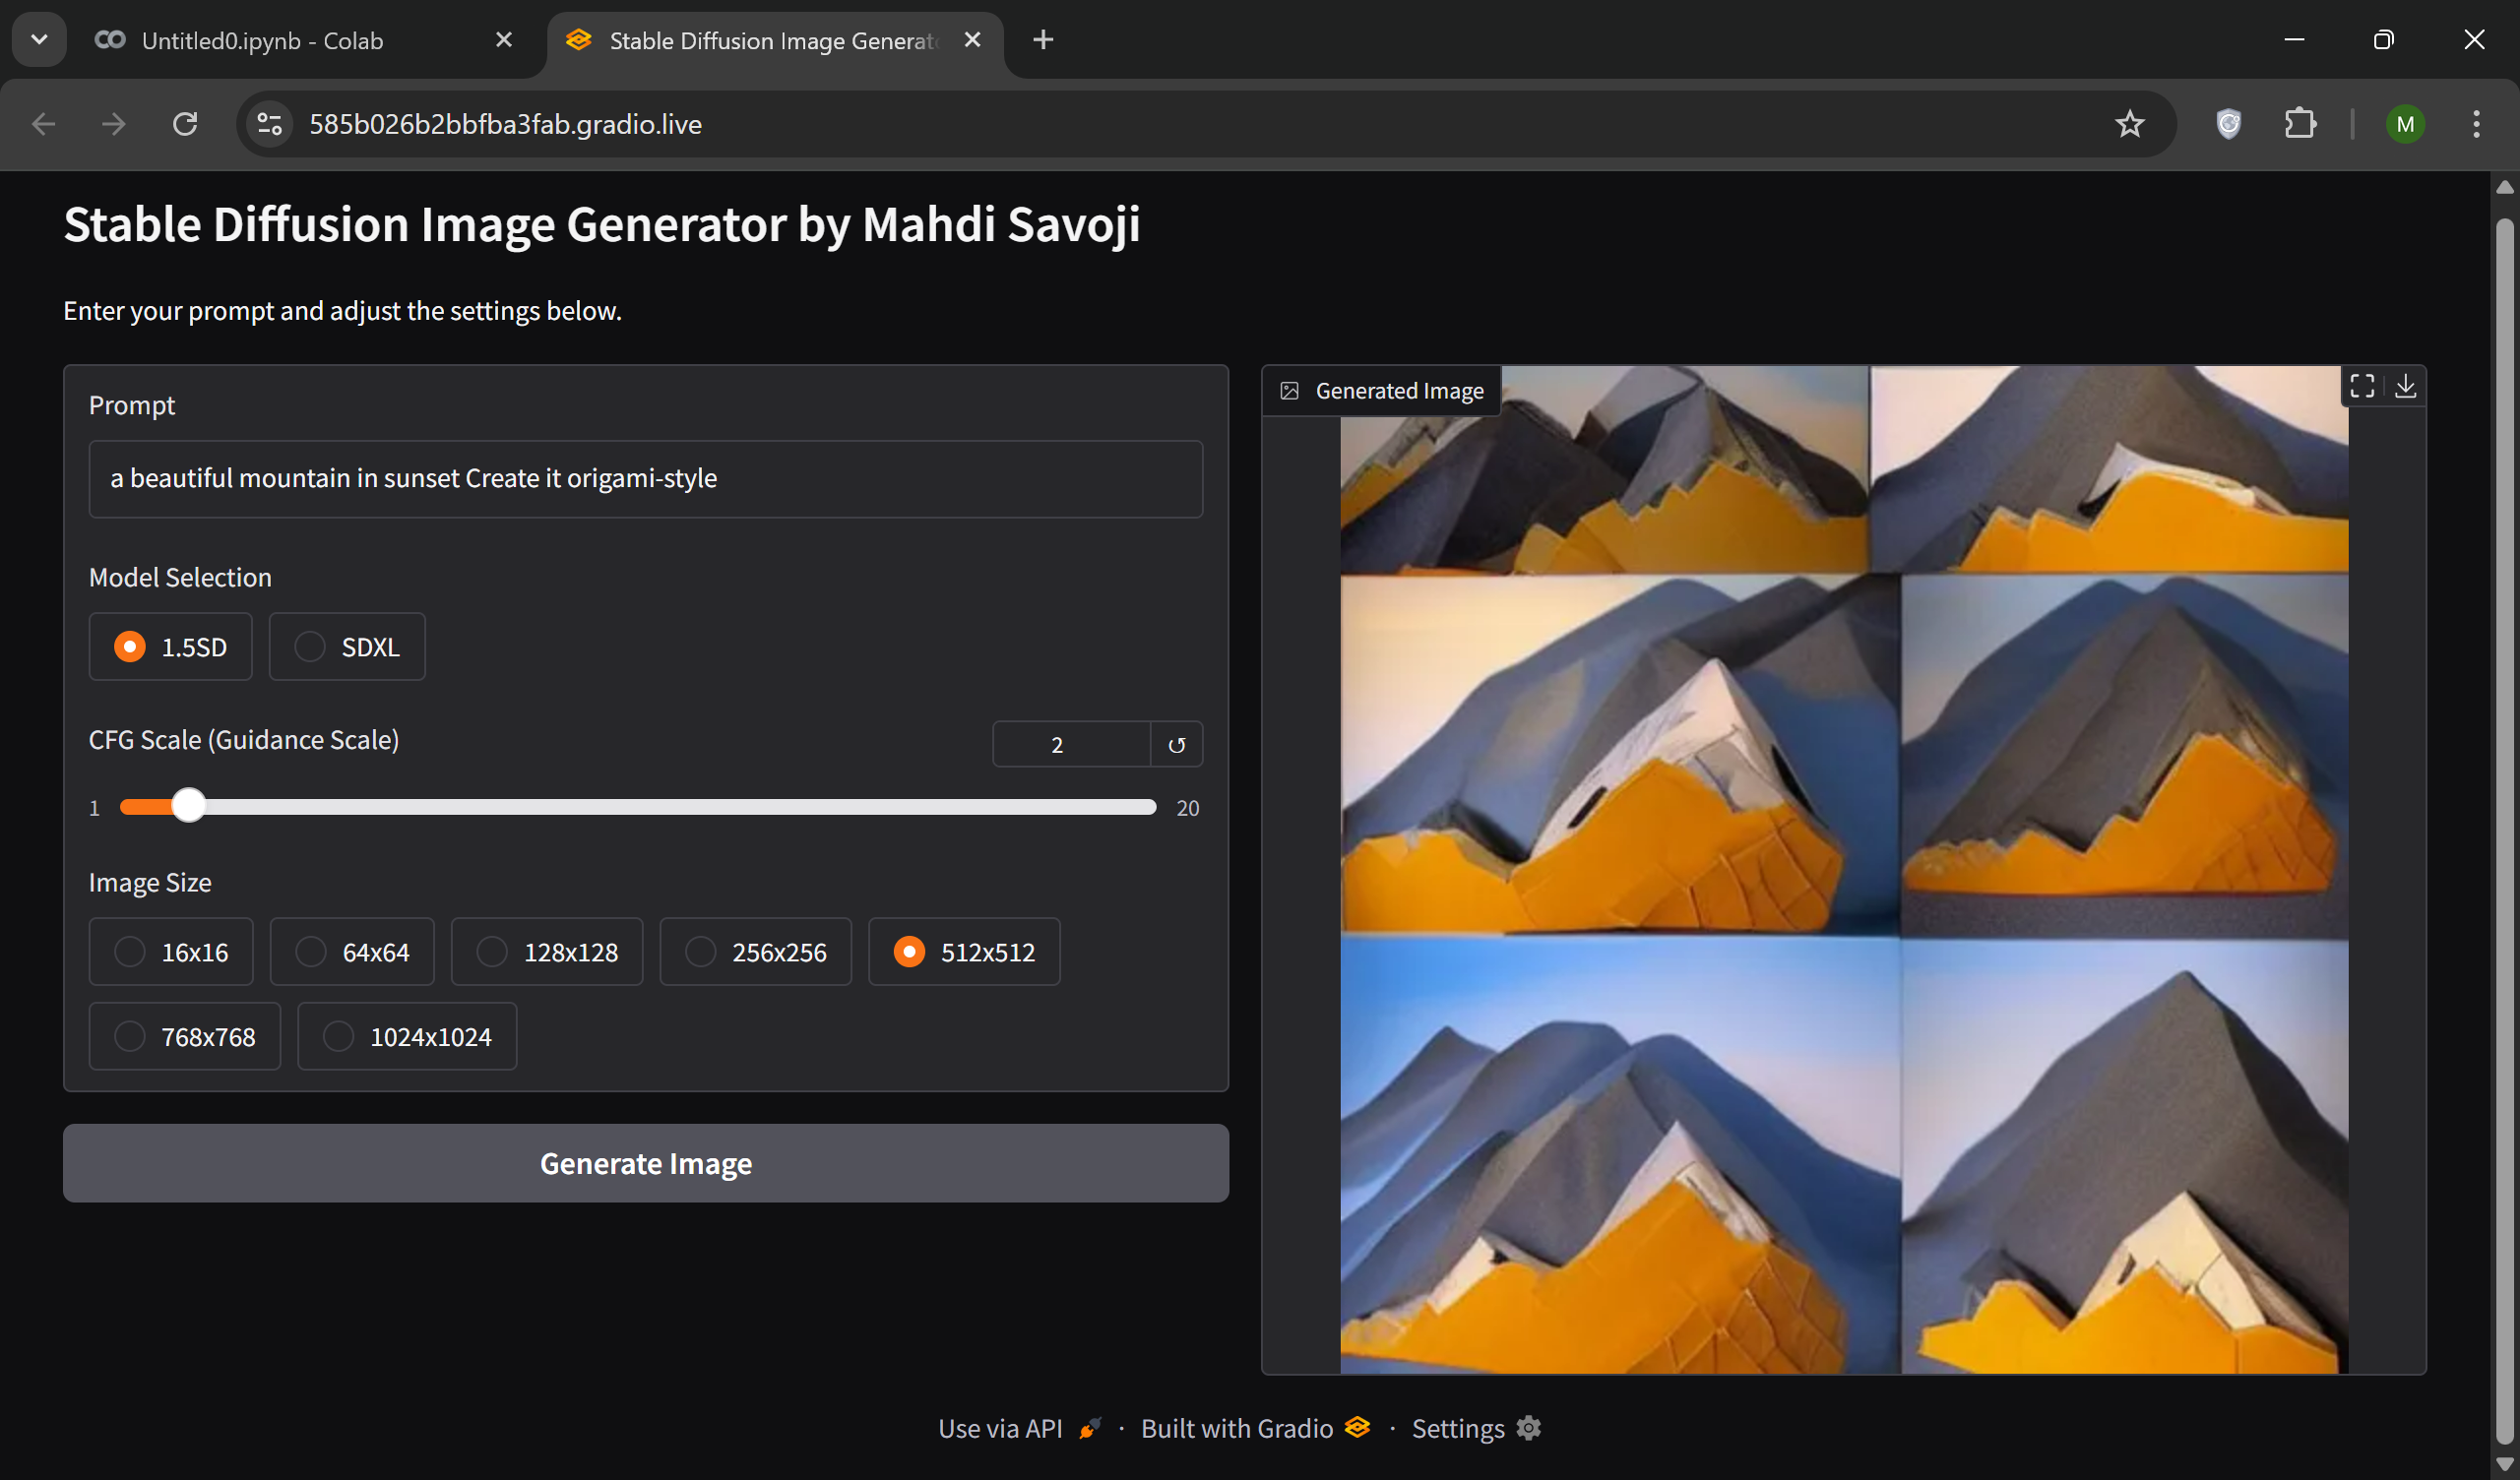 Untitled0.ipynb - Colab
Stable Diffusion Image Generat
585b026b2bbfba3fab.gradio.live
M
Stable Diffusion Image Generator by Mahdi Savoji
Enter your prompt and adjust the settings below.
Prompt
a beautiful mountain in sunset Create it origami-style
Model Selection
1.5SD SDXL
CFG Scale (Guidance Scale) 2
1 20
Image Size
16x16 64x64 128x128 256x256 512x512
768x768 1024x1024
Generate Image
Generated Image
Use via API · Built with Gradio · Settings